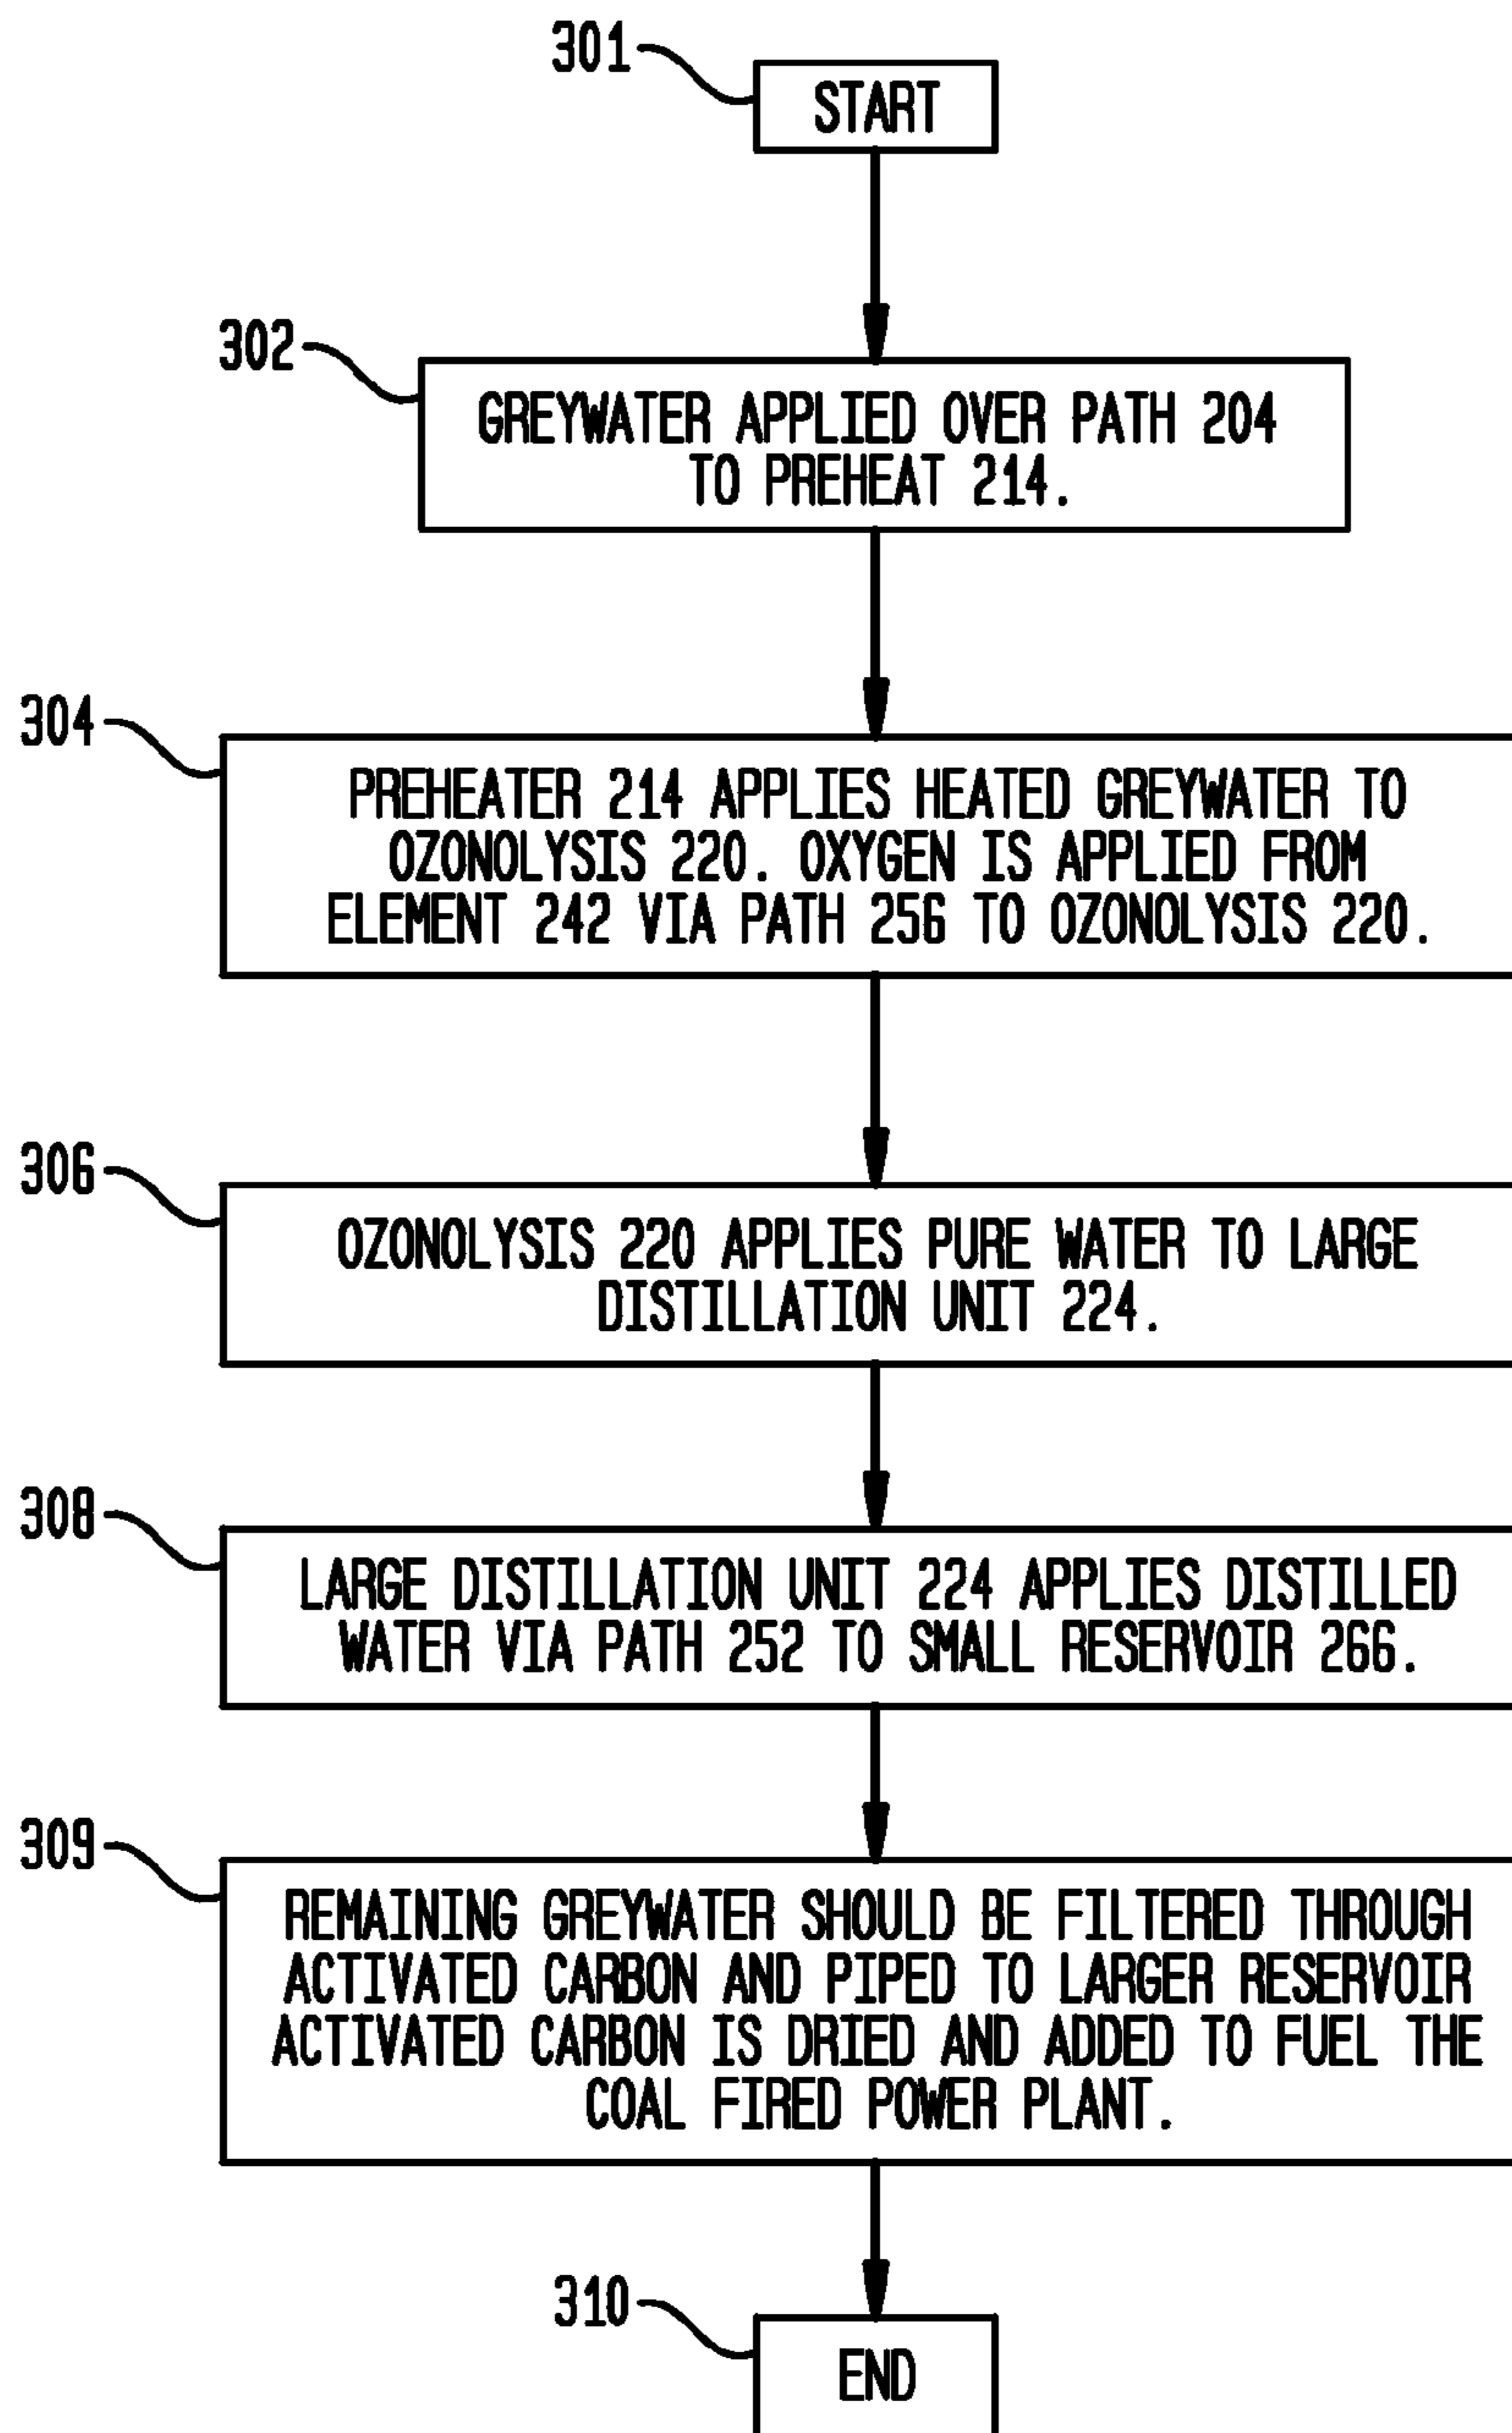 301
START
302
GREYWATER APPLIED OVER PATH 204
TO PREHEAT 214.
304
PREHEATER 214 APPLIES HEATED GREYWATER TO
OZONOLYSIS 220. OXYGEN IS APPLIED FROM
ELEMENT 242 VIA PATH 256 TO OZONOLYSIS 220.
306
OZONOLYSIS 220 APPLIES PURE WATER TO LARGE
DISTILLATION UNIT 224.
308
LARGE DISTILLATION UNIT 224 APPLIES DISTILLED
WATER VIA PATH 252 TO SMALL RESERVOIR 266.
309
REMAINING GREYWATER SHOULD BE FILTERED THROUGH
ACTIVATED CARBON AND PIPED TO LARGER RESERVOIR
ACTIVATED CARBON IS DRIED AND ADDED TO FUEL THE
COAL FIRED POWER PLANT.
310
END